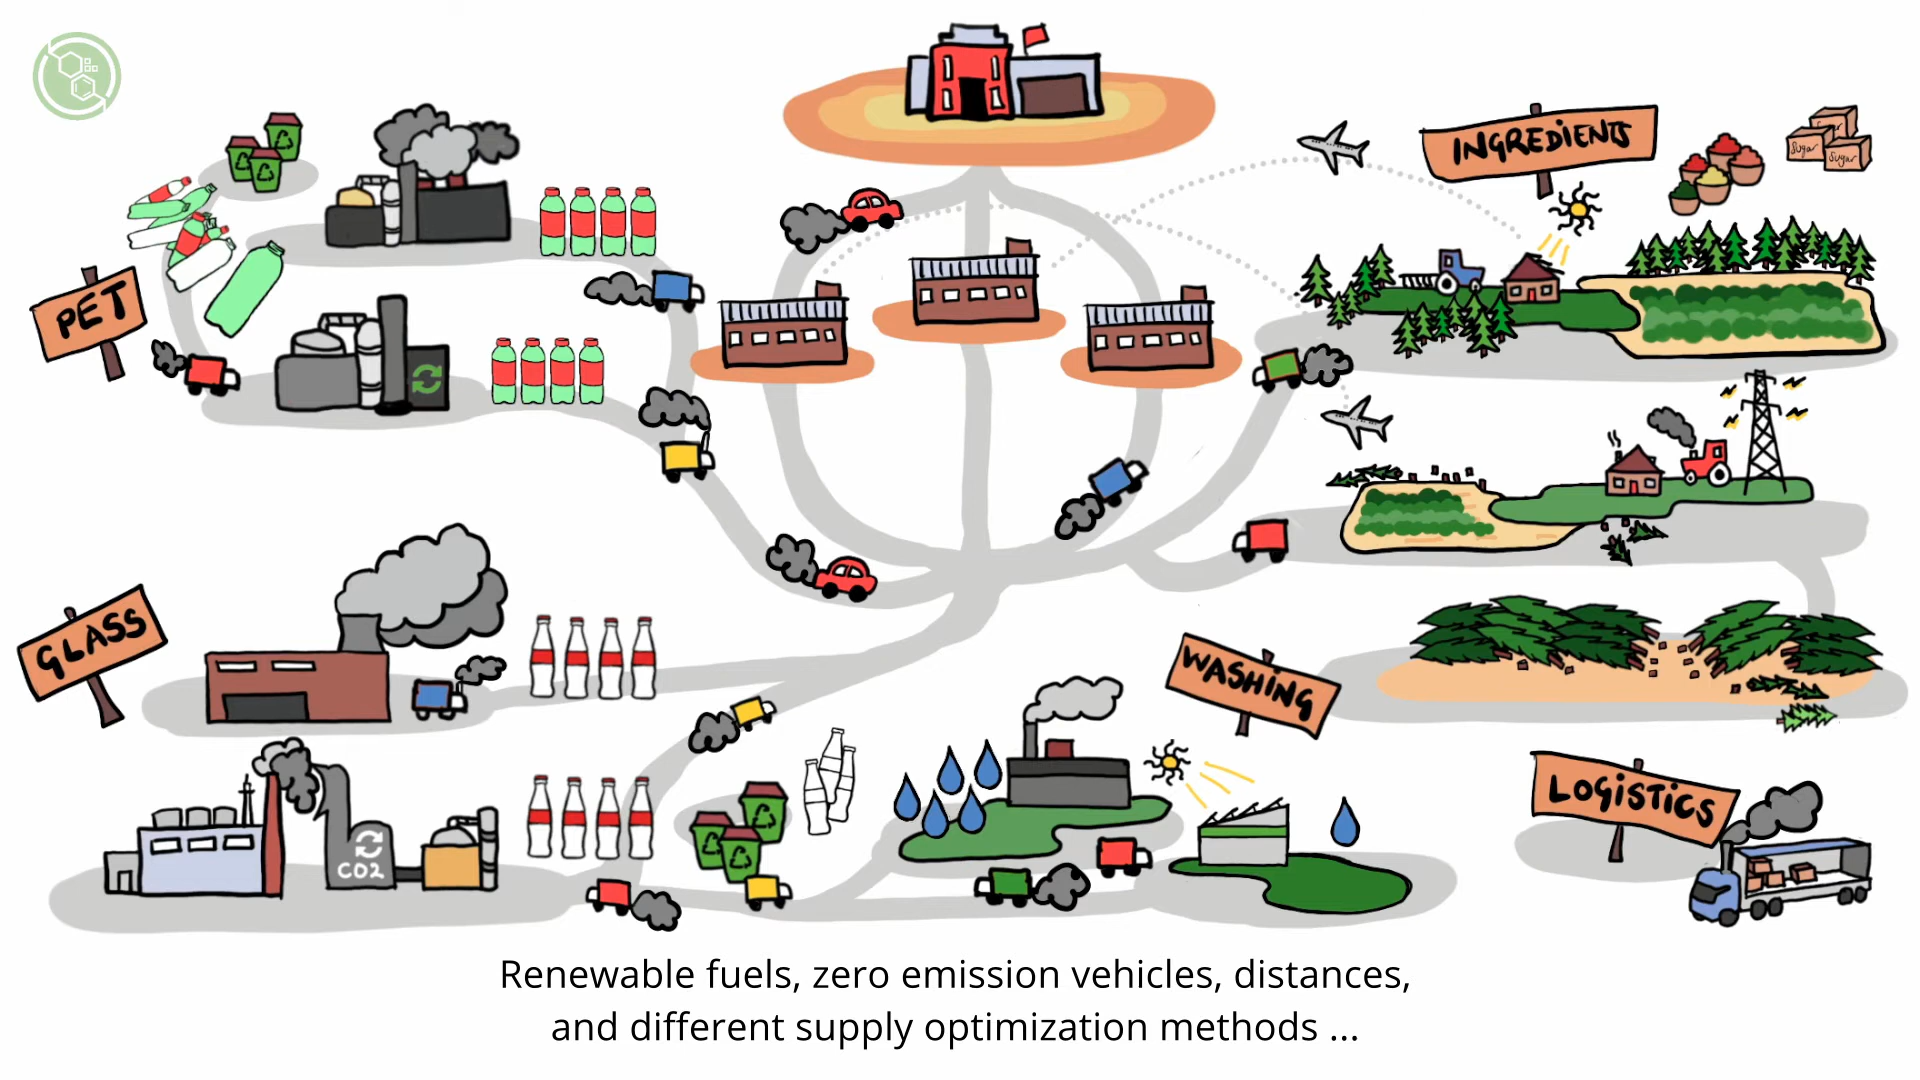 INGREDIENTS
Sugar
Sugar
Sugar
PET
GLASS
WASHING
LOGISTICS
CO2
Renewable fuels, zero emission vehicles, distances,
and different supply optimization methods ...